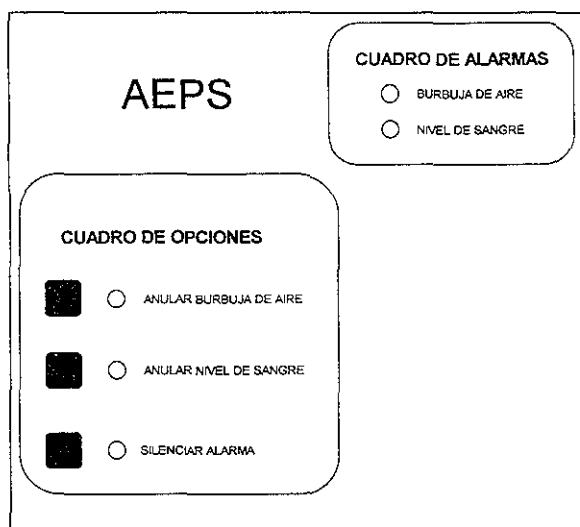 AEPS
CUADRO DE ALARMAS
BURBUJA DE AIRE
NIVEL DE SANGRE
CUADRO DE OPCIONES
ANULAR BURBUJA DE AIRE
ANULAR NIVEL DE SANGRE
SILENCIAR ALARMA